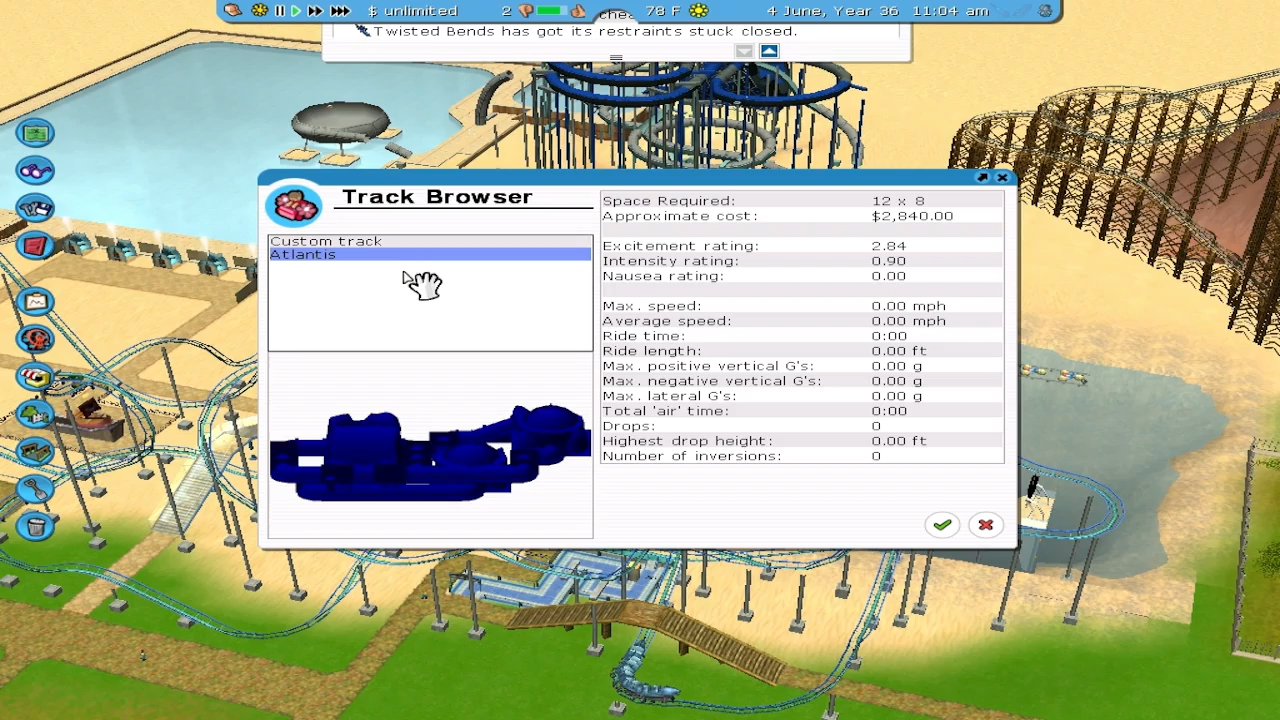 $ unlimited 2 78 F 4 June, Year 36 11:04 am
chea
Twisted Bends has got its restraints stuck closed.
Track Browser
Custom track
Atlantis
Space Required: 12 x 8
Approximate cost: $2,840.00
Excitement rating: 2.84
Intensity rating: 0.90
Nausea rating: 0.00
Max. speed: 0.00 mph
Average speed: 0.00 mph
Ride time: 0:00
Ride length: 0.00 ft
Max. positive vertical G's: 0.00 g
Max. negative vertical G's: 0.00 g
Max. lateral G's: 0.00 g
Total 'air' time: 0:00
Drops: 0
Highest drop height: 0.00 ft
Number of inversions: 0